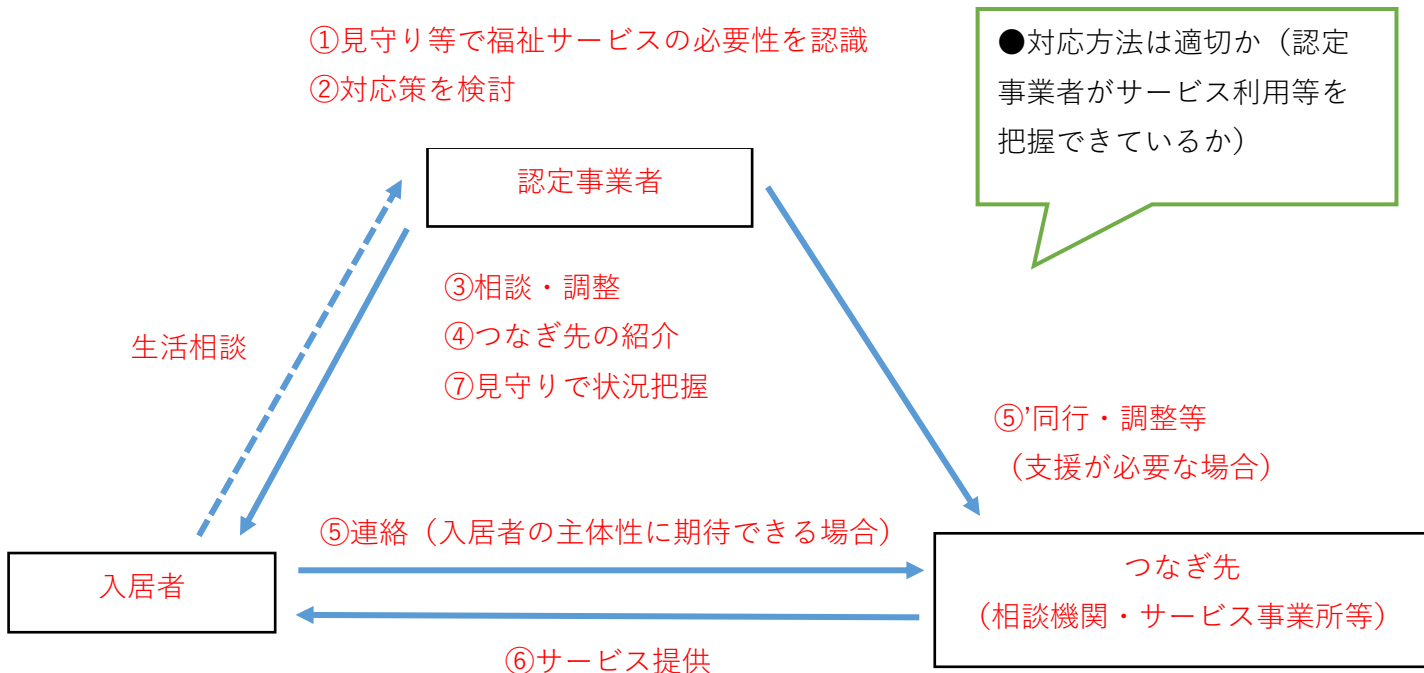 ①見守り等で福祉サービスの必要性を認識
②対応策を検討
●対応方法は適切か（認定
事業者がサービス利用等を
把握できているか）
認定事業者
③相談・調整
④つなぎ先の紹介
⑦見守りで状況把握
生活相談
⑤’同行・調整等
（支援が必要な場合）
⑤連絡（入居者の主体性に期待できる場合）
入居者
つなぎ先
（相談機関・サービス事業所等）
⑥サービス提供